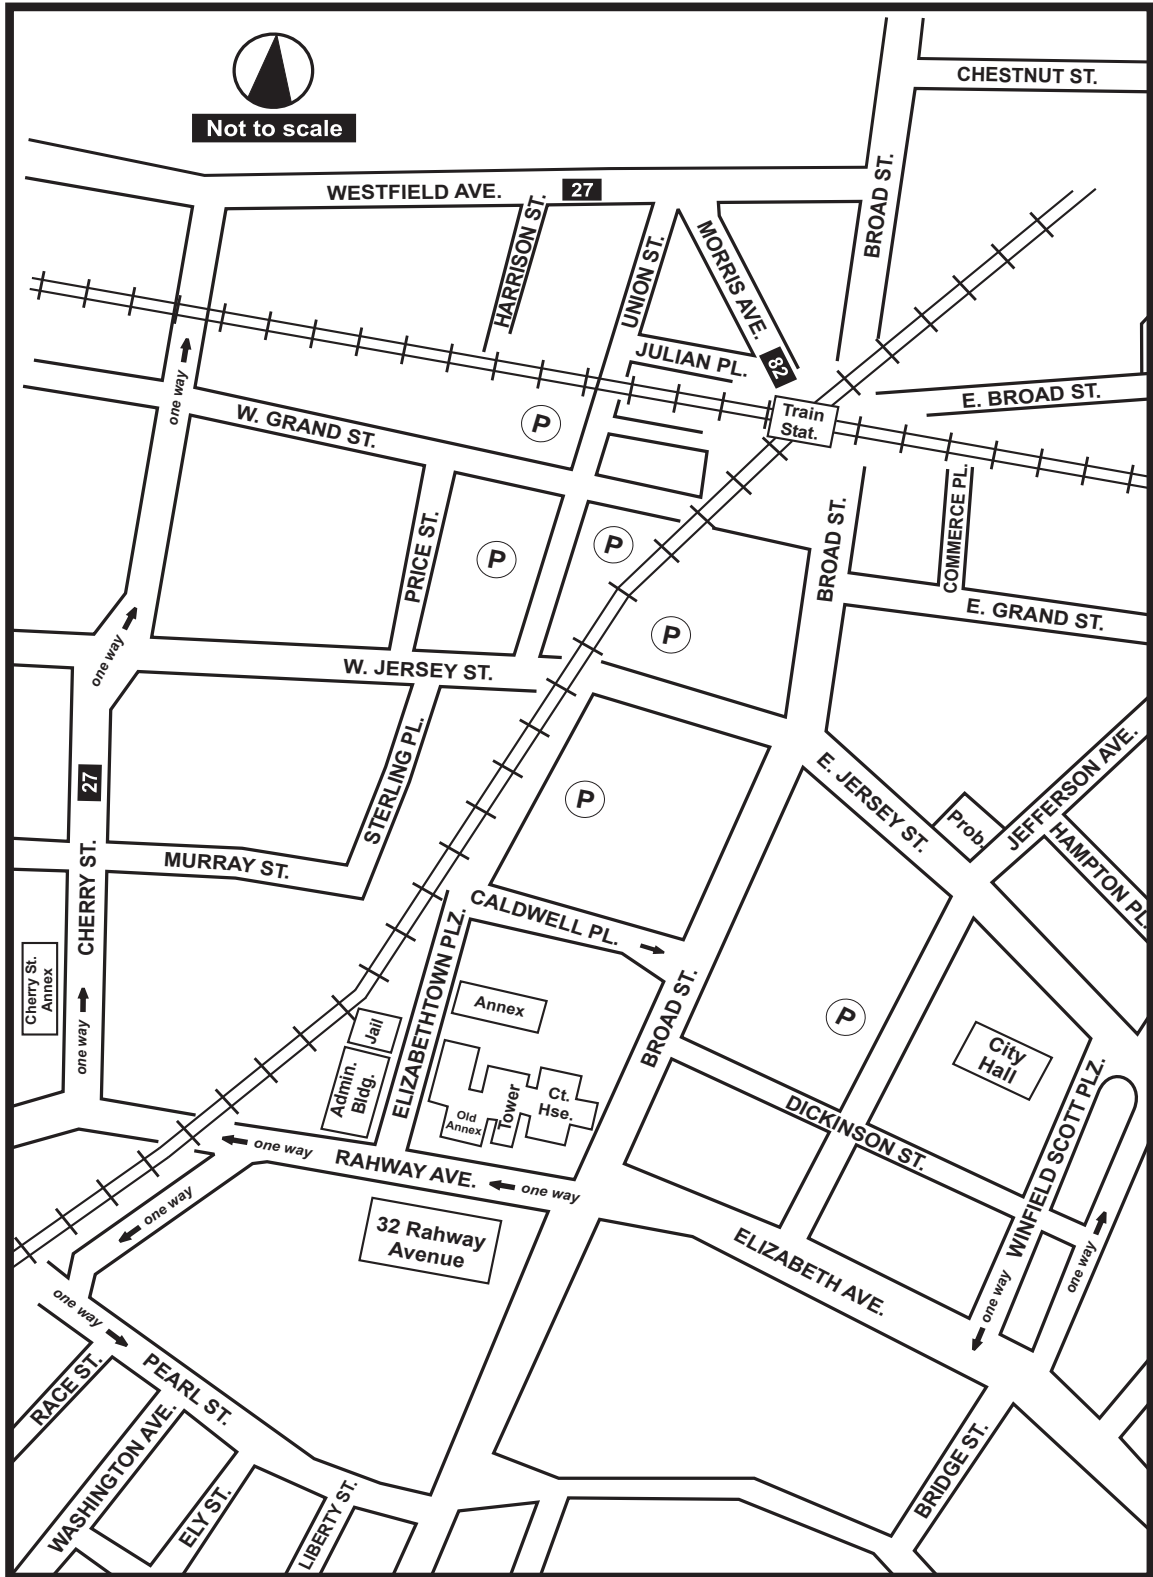 Not to scale
CHESTNUT ST.
WESTFIELD AVE.
27
HARRISON ST.
UNION ST.
MORRIS AVE.
82
BROAD ST.
JULIAN PL.
one way
W. GRAND ST.
P
Train
Stat.
E. BROAD ST.
PRICE ST.
P
P
BROAD ST.
COMMERCE PL.
E. GRAND ST.
P
one way
W. JERSEY ST.
27
STERLING PL.
P
E. JERSEY ST.
Prob.
JEFFERSON AVE.
HAMPTON PL.
MURRAY ST.
CHERRY ST.
CALDWELL PL.
ELIZABETHTOWN PLZ.
Cherry St.
Annex
one way
Annex
Jail
Admin.
Bldg.
Old
Annex
Tower
Ct.
Hse.
BROAD ST.
P
City
Hall
DICKINSON ST.
WINFIELD SCOTT PLZ.
one way
RAHWAY AVE.
one way
one way
32 Rahway
Avenue
ELIZABETH AVE.
one way
one way
one way
PEARL ST.
RACE ST.
WASHINGTON AVE.
ELY ST.
LIBERTY ST.
BRIDGE ST.